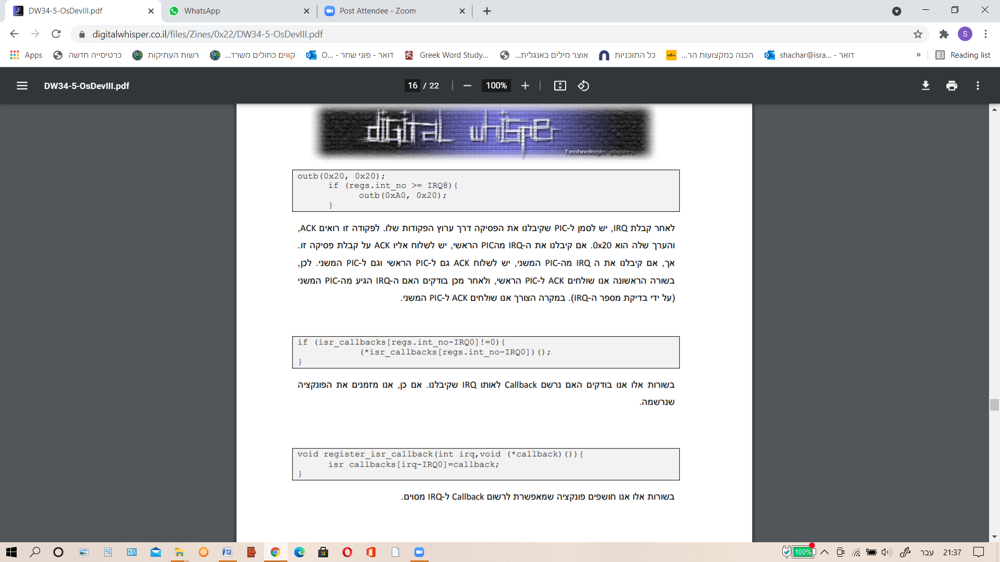 DW34-5-OsDevIII.pdf
WhatsApp
Post Attendee - Zoom
digitalwhisper.co.il/files/Zines/0x22/DW34-5-OsDevIII.pdf
S
Apps
כרטיסייה חדשה
רשות העתיקות
קווים כחולים משרד...
דואר - פוני שחר - O...
Greek Word Study...
אוצר מילים באנגלית...
כל התוכניות
הכנה במקצועות הר...
דואר - shachar@isra...
»
Reading list
DW34-5-OsDevIII.pdf
16 / 22
100%
digital whisper
Technologic papers
outb(0x20, 0x20);
if (regs.int_no >= IRQ8){
outb(0xA0, 0x20);
}
לאחר קבלת IRQ, יש לסמן ל-PIC שקיבלנו את הפסיקה דרך ערוץ הפקודות שלו. לפקודה זו רואים ACK,
והערך שלה הוא 0x20. אם קיבלנו את ה-IRQ מהPIC הראשי, יש לשלוח אליו ACK על קבלת פסיקה זו.
אך, אם קיבלנו את ה IRQ מה-PIC המשני, יש לשלוח ACK גם ל-PIC הראשי וגם ל-PIC המשני. לכן,
בשורה הראשונה אנו שולחים ACK ל-PIC הראשי, ולאחר מכן בודקים האם ה-IRQ הגיע מה-PIC המשני
(על ידי בדיקת מספר ה-IRQ). במקרה הצורך אנו שולחים ACK ל-PIC המשני.
if (isr_callbacks[regs.int_no-IRQ0]!=0){
(*isr_callbacks[regs.int_no-IRQ0])();
}
בשורות אלו אנו בודקים האם נרשם Callback לאותו IRQ שקיבלנו. אם כן, אנו מזמנים את הפונקציה
שנרשמה.
void register_isr_callback(int irq,void (*callback)()){
isr_callbacks[irq-IRQ0]=callback;
}
בשורות אלו אנו חושפים פונקציה שמאפשרת לרשום Callback ל-IRQ מסוים.
100%
עבר
21:37